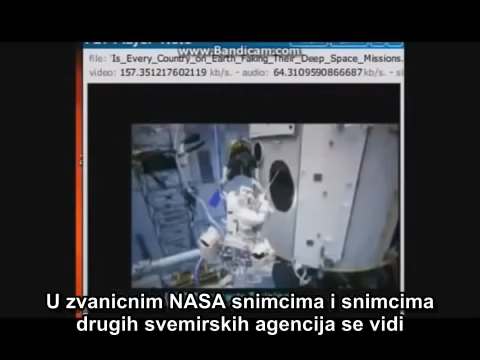 www.Bandicam.com
file: 'Is_Every_Country_on_Earth_Faking_Their_Deep_Space_Missions.
video: 157.351217602119 kb/s. - audio: 64.3109590866687 kb/s. - si
U zvanicnim NASA snimcima i snimcima
drugih svemirskih agencija se vidi